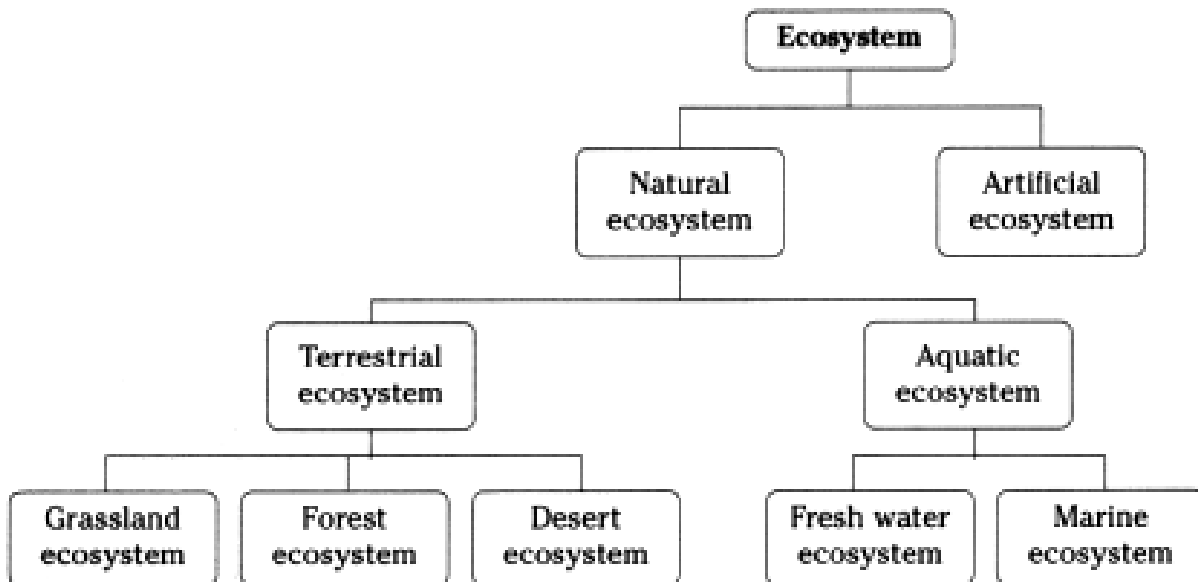 Ecosystem
Natural
ecosystem
Artificial
ecosystem
Terrestrial
ecosystem
Aquatic
ecosystem
Grassland
ecosystem
Forest
ecosystem
Desert
ecosystem
Fresh water
ecosystem
Marine
ecosystem